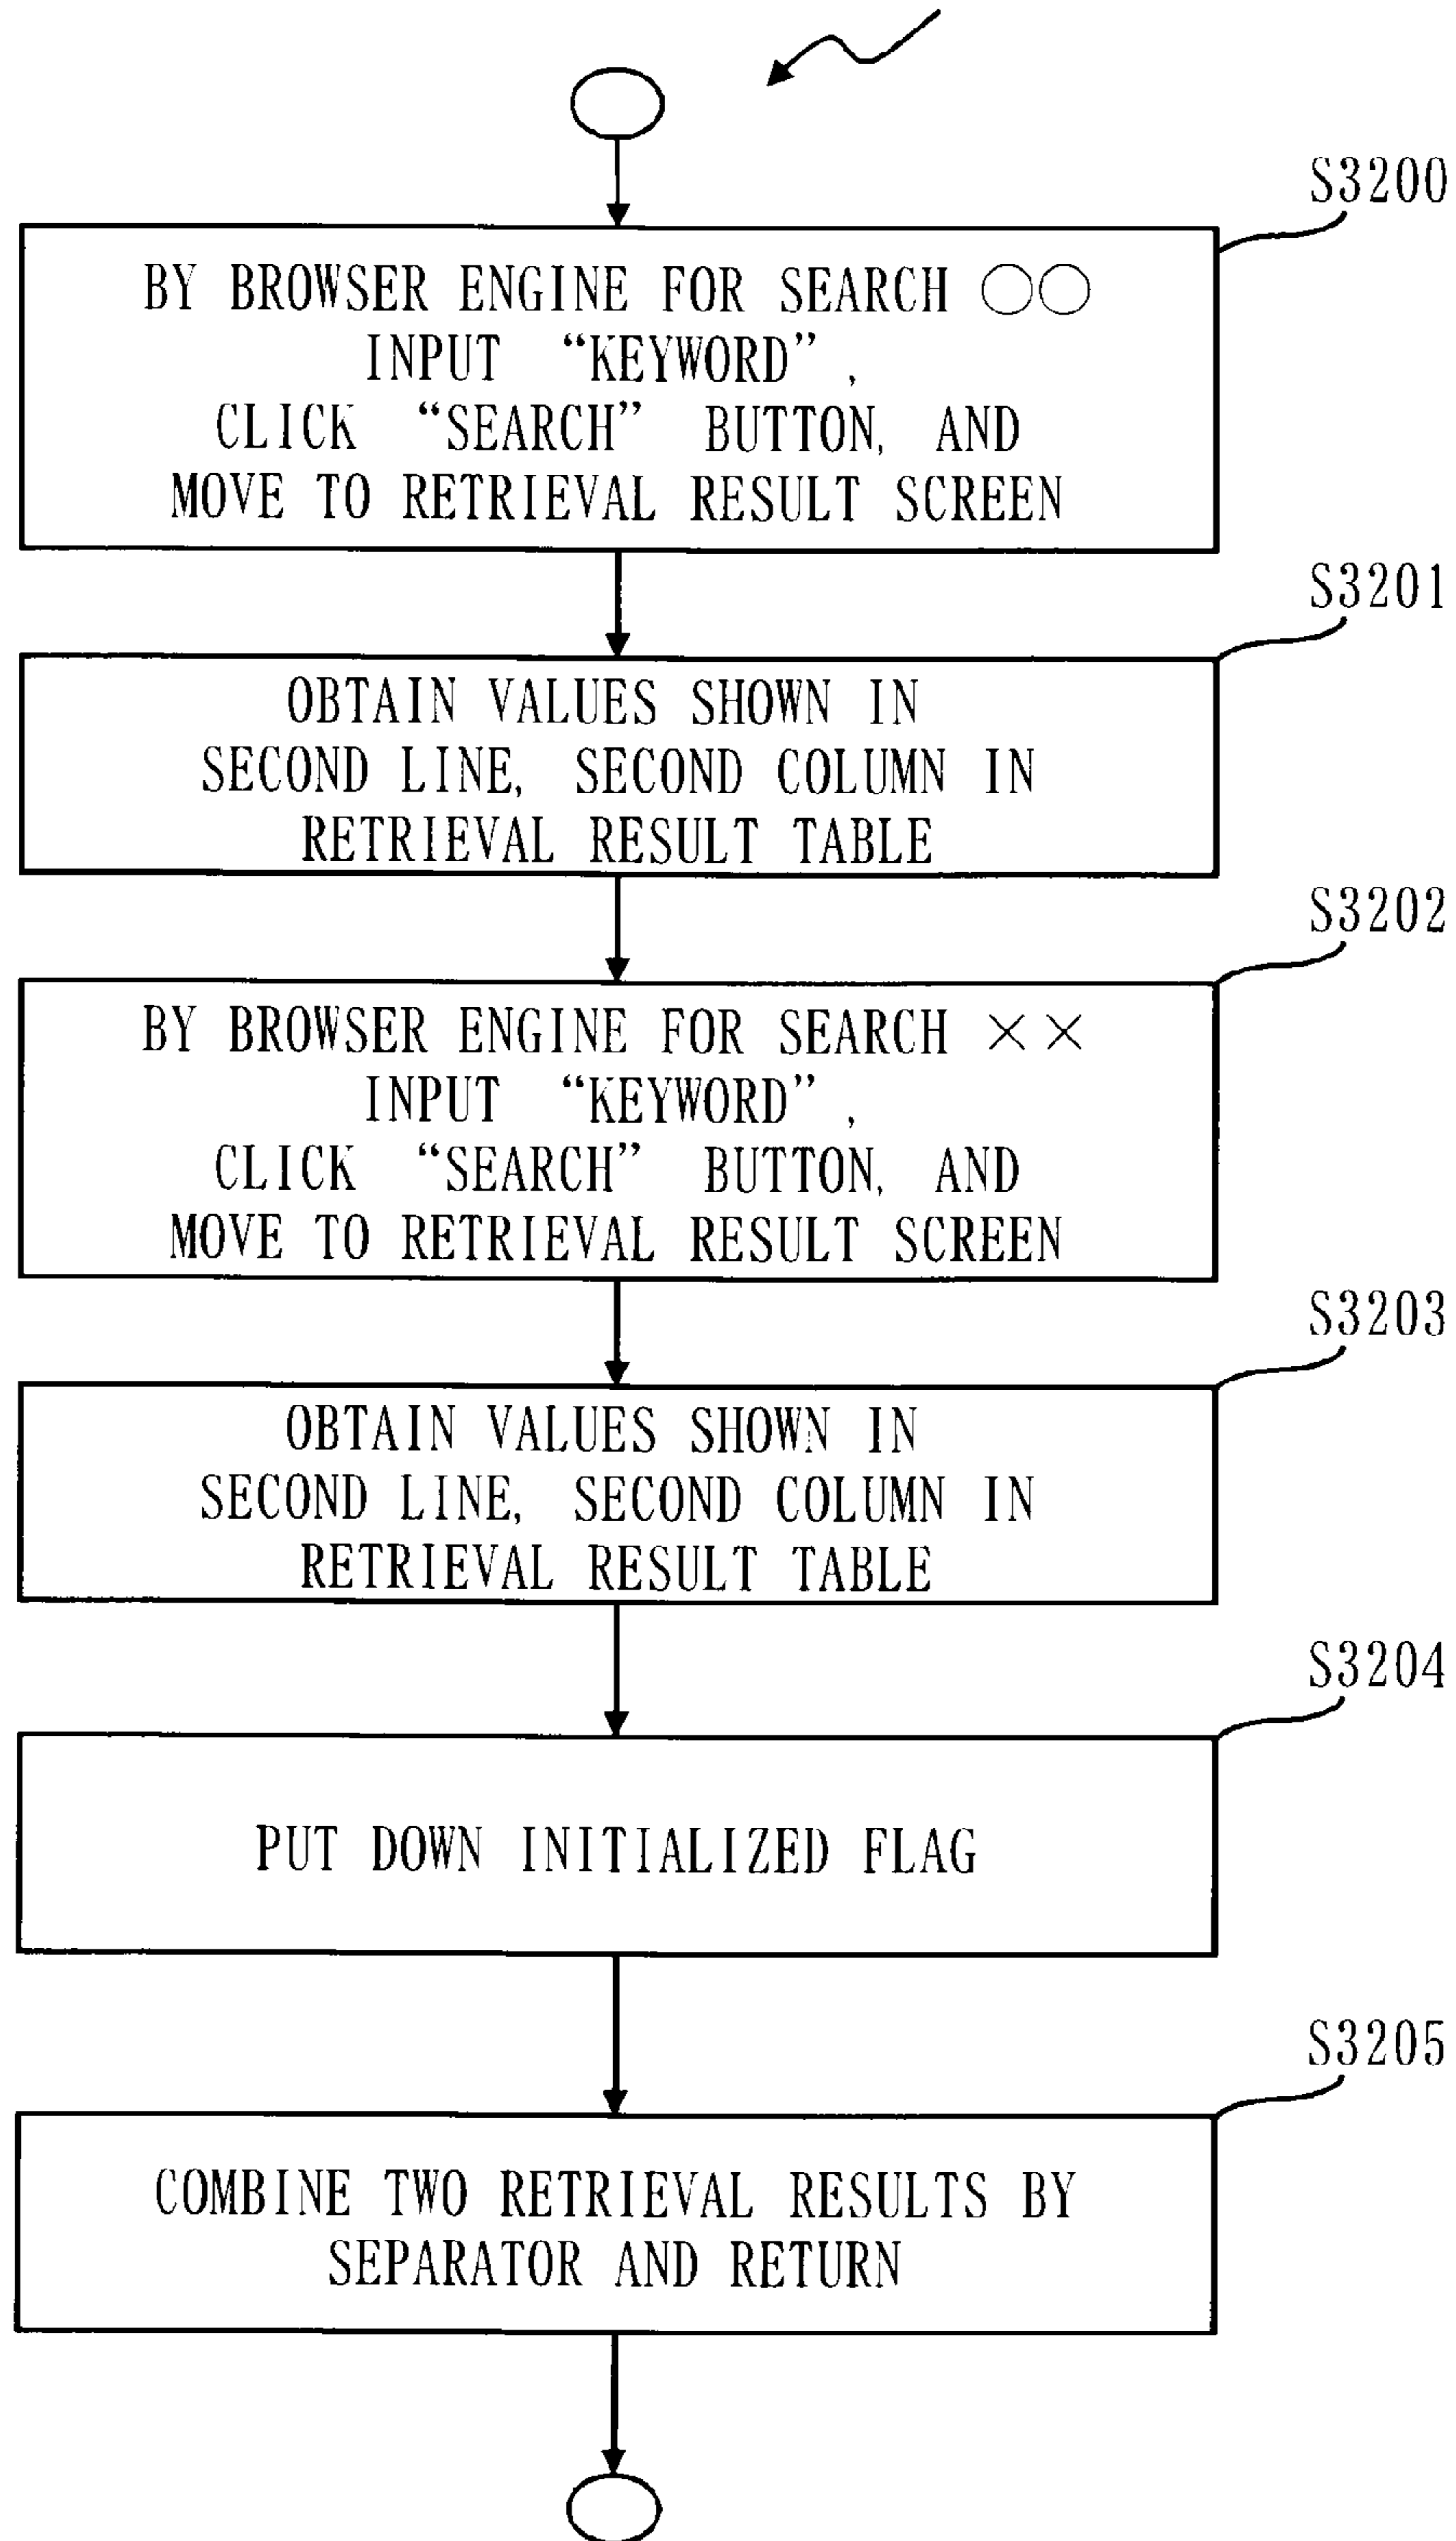 S3200
BY BROWSER ENGINE FOR SEARCH ○○
INPUT “KEYWORD”,
CLICK “SEARCH” BUTTON, AND
MOVE TO RETRIEVAL RESULT SCREEN
S3201
OBTAIN VALUES SHOWN IN
SECOND LINE, SECOND COLUMN IN
RETRIEVAL RESULT TABLE
S3202
BY BROWSER ENGINE FOR SEARCH ××
INPUT “KEYWORD”,
CLICK “SEARCH” BUTTON, AND
MOVE TO RETRIEVAL RESULT SCREEN
S3203
OBTAIN VALUES SHOWN IN
SECOND LINE, SECOND COLUMN IN
RETRIEVAL RESULT TABLE
S3204
PUT DOWN INITIALIZED FLAG
S3205
COMBINE TWO RETRIEVAL RESULTS BY
SEPARATOR AND RETURN